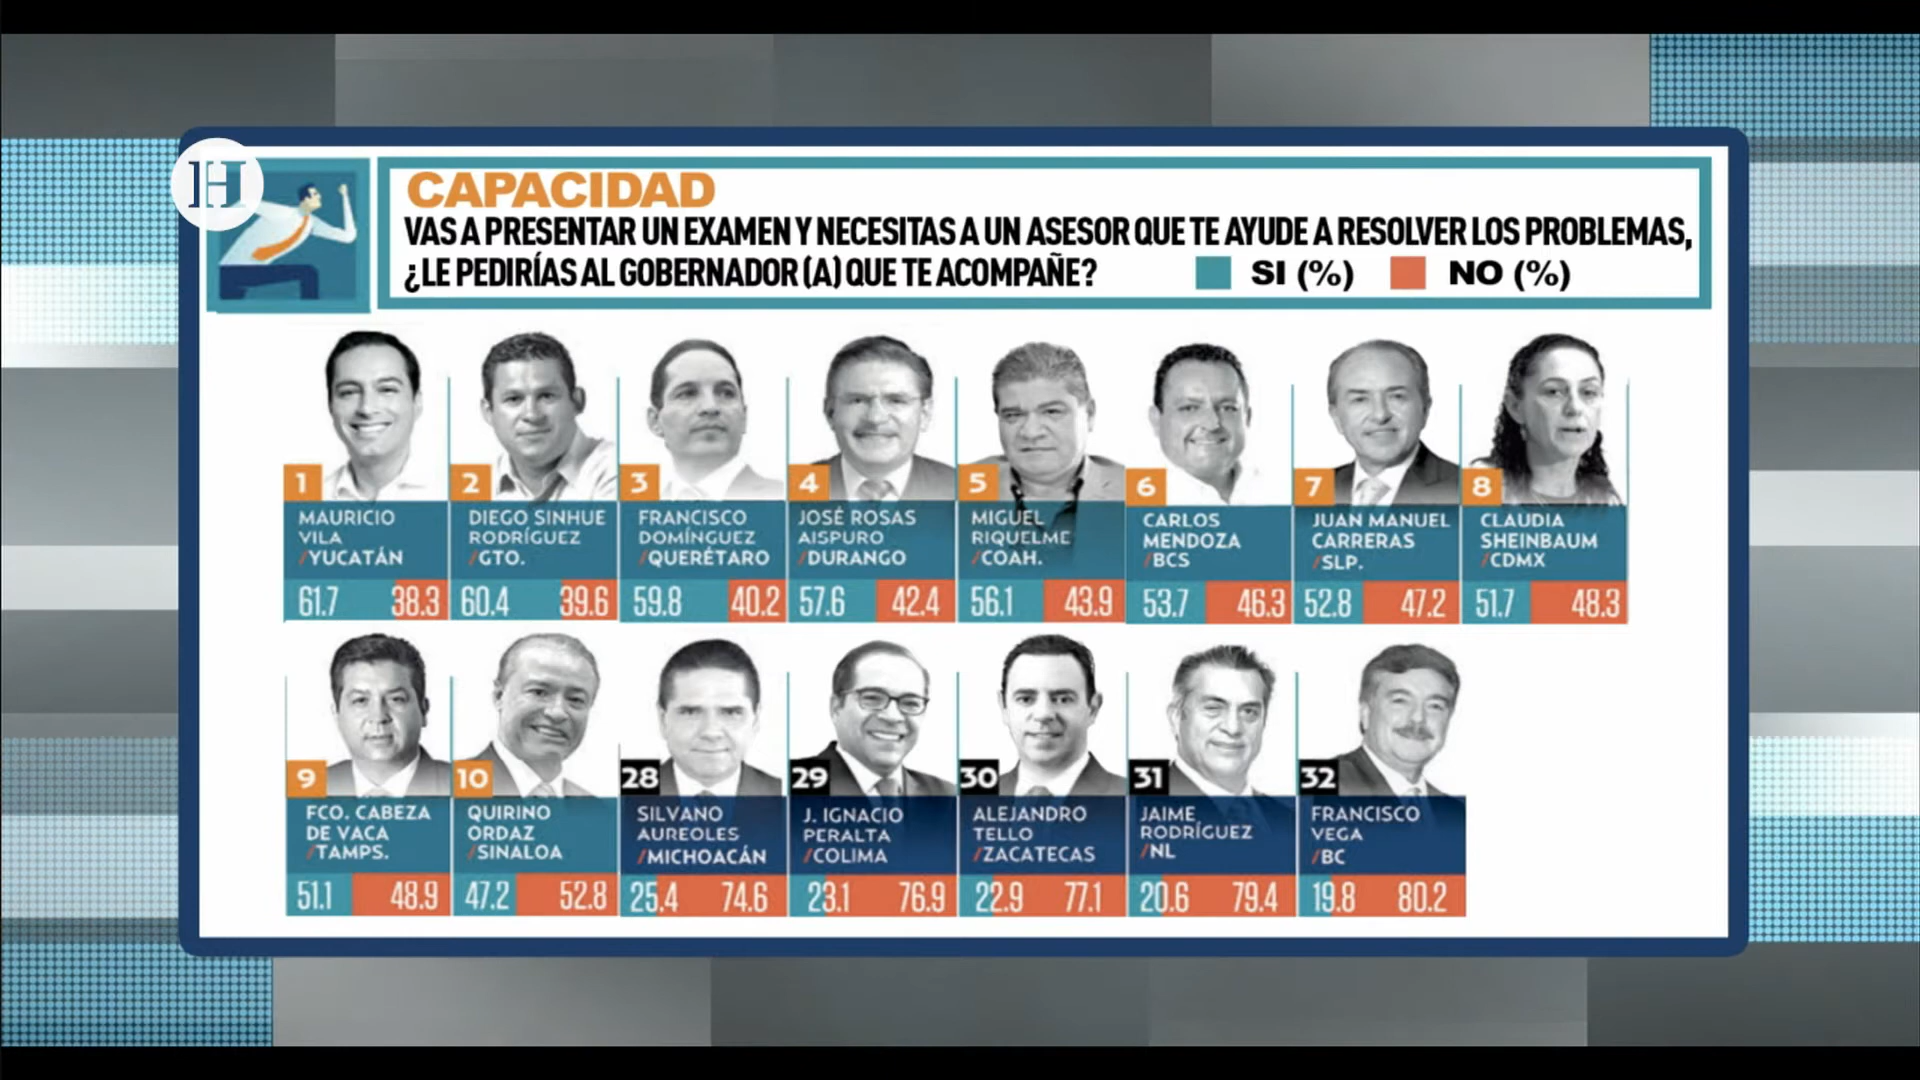 H
CAPACIDAD
VAS A PRESENTAR UN EXAMEN Y NECESITAS A UN ASESOR QUE TE AYUDE A RESOLVER LOS PROBLEMAS,
¿LE PEDIRÍAS AL GOBERNADOR (A) QUE TE ACOMPAÑE? SI (%) NO (%)
1
MAURICIO
VILA
/YUCATÁN
61.7 38.3
2
DIEGO SINHUE
RODRÍGUEZ
/GTO.
60.4 39.6
3
FRANCISCO
DOMÍNGUEZ
/QUERÉTARO
59.8 40.2
4
JOSÉ ROSAS
AISPURO
/DURANGO
57.6 42.4
5
MIGUEL
RIQUELME
/COAH.
56.1 43.9
6
CARLOS
MENDOZA
/BCS
53.7 46.3
7
JUAN MANUEL
CARRERAS
/SLP.
52.8 47.2
8
CLAUDIA
SHEINBAUM
/CDMX
51.7 48.3
9
FCO. CABEZA
DE VACA
/TAMPS.
51.1 48.9
10
QUIRINO
ORDAZ
/SINALOA
47.2 52.8
28
SILVANO
AUREOLES
/MICHOACÁN
25.4 74.6
29
J. IGNACIO
PERALTA
/COLIMA
23.1 76.9
30
ALEJANDRO
TELLO
/ZACATECAS
22.9 77.1
31
JAIME
RODRÍGUEZ
/NL
20.6 79.4
32
FRANCISCO
VEGA
/BC
19.8 80.2